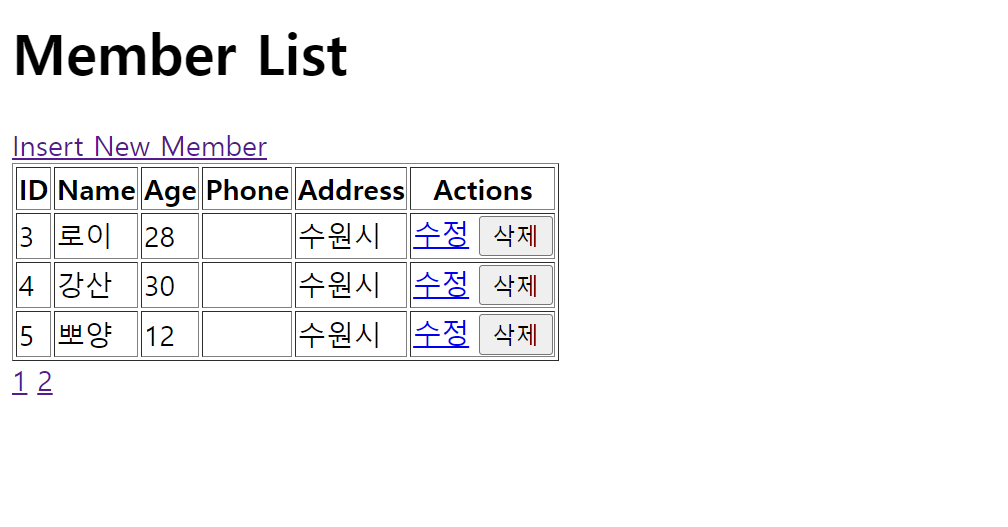 Member List
Insert New Member
ID Name Age Phone Address Actions
3 로이 28 수원시 수정 삭제
4 강산 30 수원시 수정 삭제
5 뽀양 12 수원시 수정 삭제
1 2